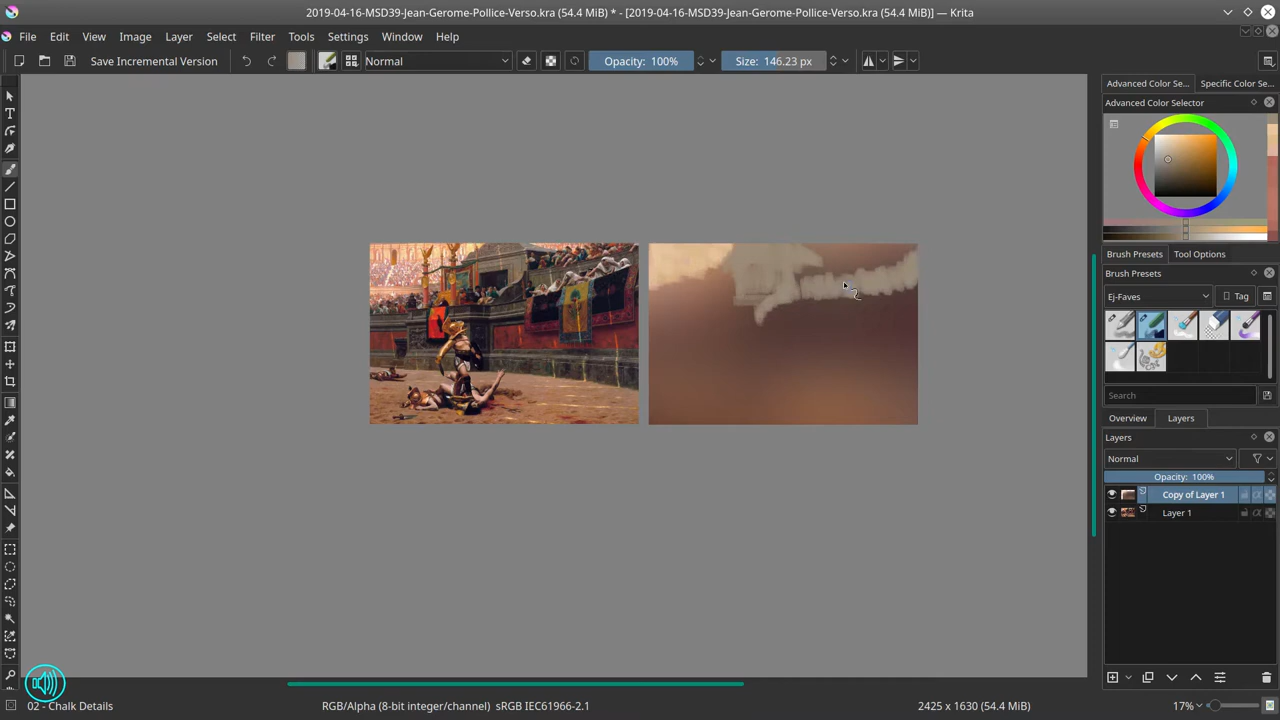 2019-04-16-MSD39-Jean-Gerome-Pollice-Verso.kra (54.4 MiB) * - [2019-04-16-MSD39-Jean-Gerome-Pollice-Verso.kra (54.4 MiB)] — Krita
File Edit View Image Layer Select Filter Tools Settings Window Help
Save Incremental Version Normal Opacity: 100% Size: 146.23 px
Advanced Color Se... Specific Color Se...
Advanced Color Selector
Brush Presets Tool Options
Brush Presets
Ej-Faves Tag
Search
Overview Layers
Layers
Normal
Opacity: 100%
Copy of Layer 1
Layer 1
02 - Chalk Details RGB/Alpha (8-bit integer/channel) sRGB IEC61966-2.1 2425 x 1630 (54.4 MiB) 17%